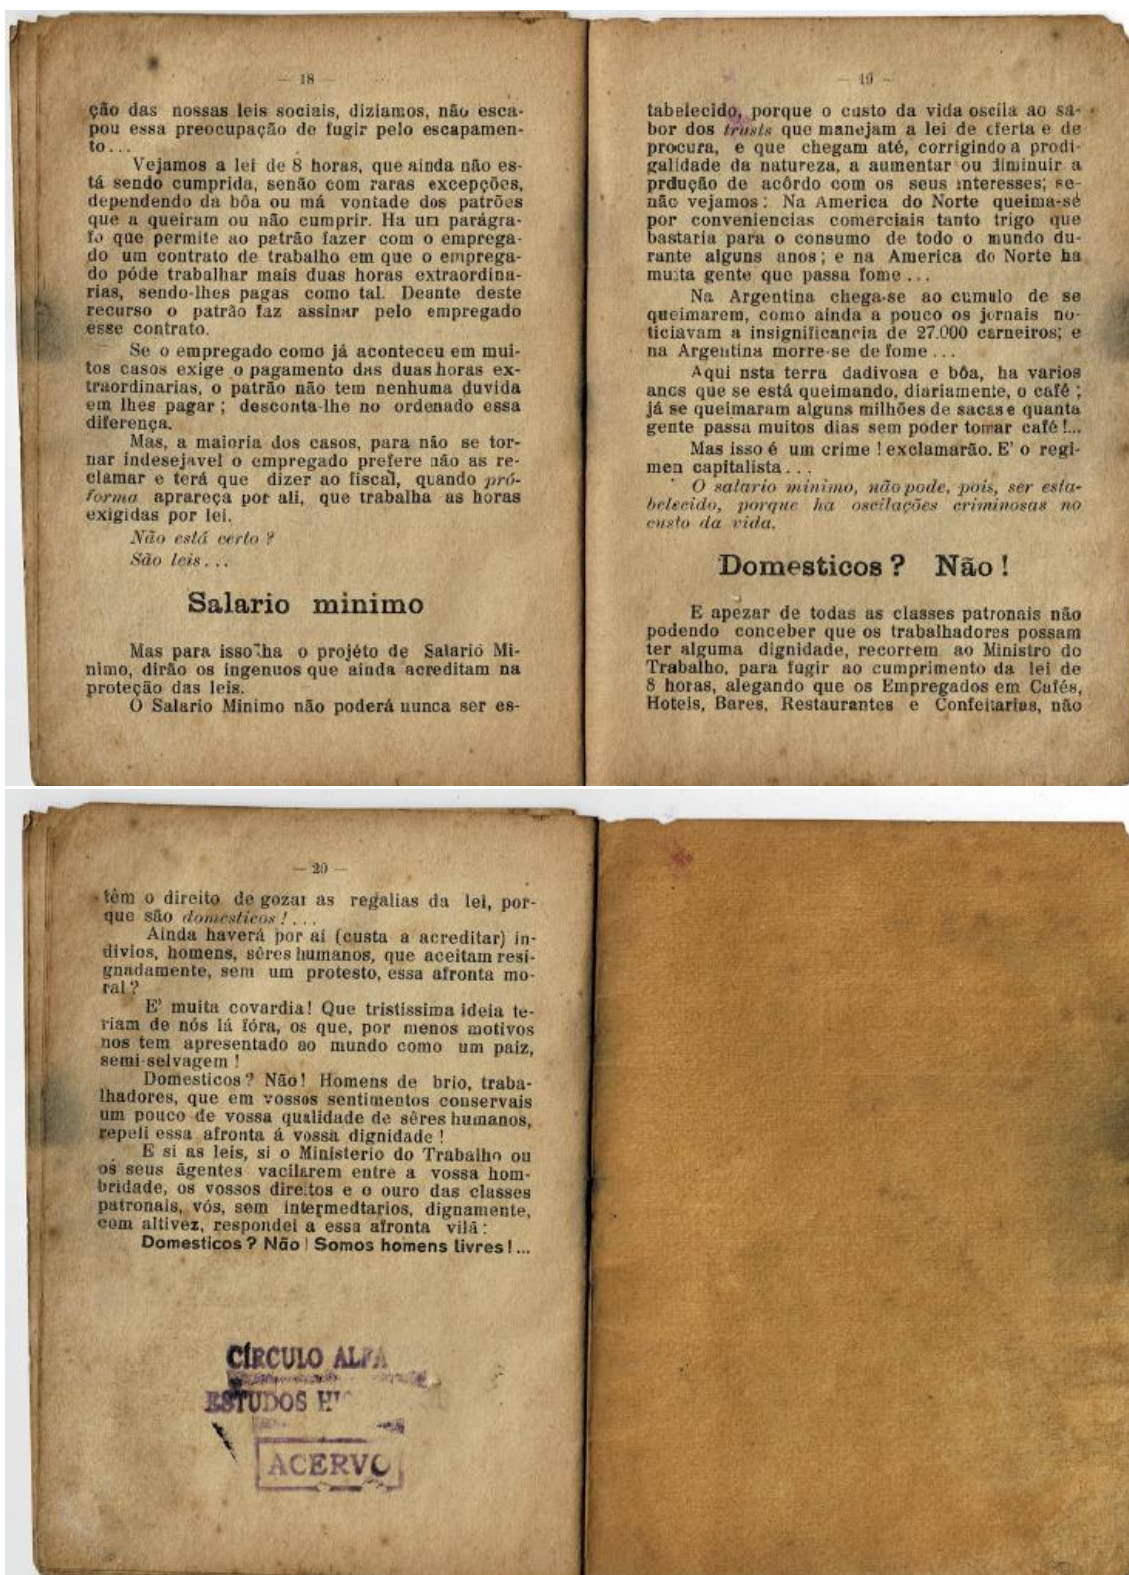 — 18 —
ção das nossas leis sociais, diziamos, não esca-
pou essa preocupação de fugir pelo escapamen-
to...
Vejamos a lei de 8 horas, que ainda não es-
tá sendo cumprida, senão com raras excepções,
dependendo da bôa ou má vontade dos patrões
que a queiram ou não cumprir. Ha um parágra-
fo que permite ao patrão fazer com o emprega-
do um contrato de trabalho em que o emprega-
do póde trabalhar mais duas horas extraordina-
rias, sendo-lhes pagas como tal. Deante deste
recurso o patrão faz assinar pelo empregado
esse contrato.
Se o empregado como já aconteceu em mui-
tos casos exige o pagamento das duas horas ex-
traordinarias, o patrão não tem nenhuma duvida
em lhes pagar; desconta-lhe no ordenado essa
diferença.
Mas, a maioria dos casos, para não se tor-
nar indesejavel o empregado prefere não as re-
clamar e terá que dizer ao fiscal, quando pró-
forma aprareça por ali, que trabalha as horas
exigidas por lei.
Não está certo?
São leis...
Salario minimo
Mas para isso ha o projéto de Salarió Mi-
nimo, dirão os ingenuos que ainda acreditam na
proteção das leis.
O Salario Minimo não poderá nunca ser es-
— 19 —
tabelecido, porque o custo da vida oscila ao sa-
bor dos trusts que manejam a lei de oferta e de
procura, e que chegam até, corrigindo a prodi-
galidade da natureza, a aumentar ou diminuir a
prdução de acôrdo com os seus interesses; se-
não vejamos: Na America do Norte queima-sé
por conveniencias comerciais tanto trigo que
bastaria para o consumo de todo o mundo du-
rante alguns anos; e na America do Norte ha
muita gente que passa fome...
Na Argentina chega-se ao cumulo de se
queimarem, como ainda a pouco os jornais no-
ticiavam a insignificancia de 27.000 carneiros; e
na Argentina morre-se de fome...
Aqui nsta terra dadivosa e bôa, ha varios
anos que se está queimando, diariamente, o café;
já se queimaram alguns milhões de sacas e quanta
gente passa muitos dias sem poder tomar café!...
Mas isso é um crime! exclamarão. E' o regi-
men capitalista...
O salario minimo, não pode, pois, ser esta-
belecido, porque ha oscilações criminosas no
custo da vida.
Domesticos? Não!
E apezar de todas as classes patronais não
podendo conceber que os trabalhadores possam
ter alguma dignidade, recorrem ao Ministro do
Trabalho, para fugir ao cumprimento da lei de
8 horas, alegando que os Empregados em Cafés,
Hoteis, Bares, Restaurantes e Confeitarias, não
— 20 —
têm o direito de gozar as regalias da lei, por-
que são domésticos!...
Ainda haverá por ai (custa a acreditar) in-
divios, homens, sêres humanos, que aceitam resi-
gnadamente, sem um protesto, essa afronta mo-
ral?
E' muita covardia! Que tristissima ideia te-
riam de nós lá fóra, os que, por menos motivos
nos tem apresentado ao mundo como um paiz,
semi-selvagem!
Domesticos? Não! Homens de brio, traba-
lhadores, que em vossos sentimentos conservais
um pouco de vossa qualidade de sêres humanos,
repeli essa afronta á vossa dignidade!
E si as leis, si o Ministerio do Trabalho ou
os seus agentes vacilarem entre a vossa hom-
bridade, os vossos direitos e o ouro das classes
patronais, vós, sem intermedtarios, dignamente,
com altivez, respondei a essa afronta vilã:
Domesticos? Não! Somos homens livres!...
CÍRCULO ALFA
ESTUDOS
ACERVO